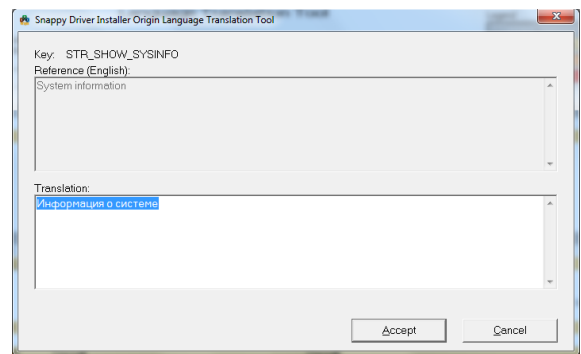 Snappy Driver Installer Origin Language Translation Tool
Key: STR_SHOW_SYSINFO
Reference (English):
System information
Translation:
Информация о системе
Accept
Cancel